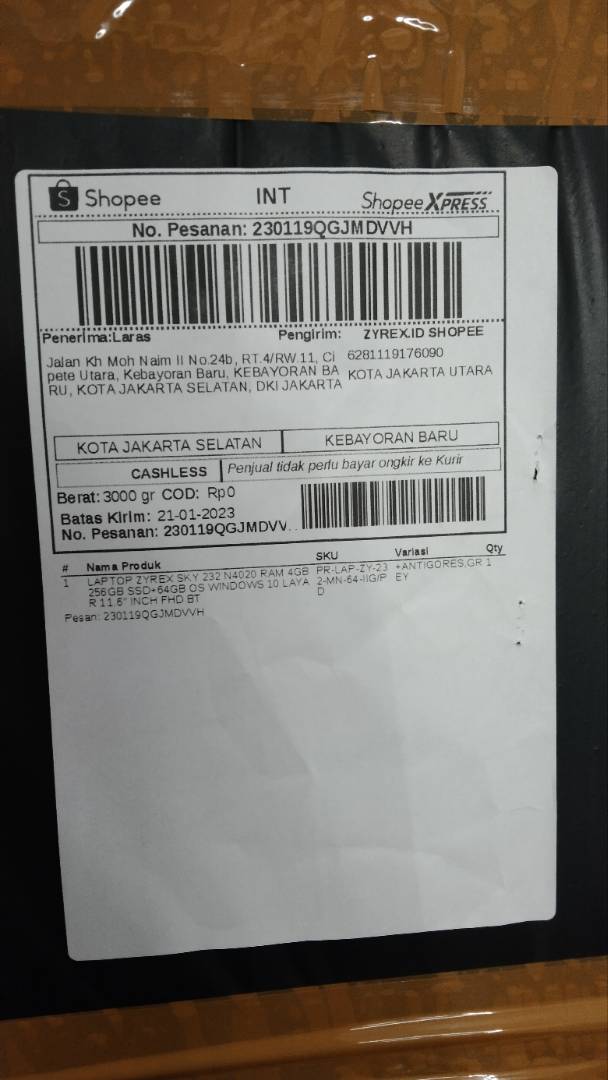 Shopee INT Shopee XPRESS
No. Pesanan: 230119QGJMDVVH
Penerima:Laras Pengirim: ZYREX.ID SHOPEE
Jalan Kh Moh Naim II No.24b, RT.4/RW.11, Ci 6281119176090
pete Utara, Kebayoran Baru, KEBAYORAN BA KOTA JAKARTA UTARA
RU, KOTA JAKARTA SELATAN, DKI JAKARTA
KOTA JAKARTA SELATAN KEBAYORAN BARU
CASHLESS Penjual tidak perlu bayar ongkir ke Kurir
Berat: 3000 gr COD: Rp0
Batas Kirim: 21-01-2023
No. Pesanan: 230119QGJMDVV...
# Nama Produk SKU Variasi Qty
1 LAPTOP ZYREX SKY 232 N4020 RAM 4GB PR-LAP-ZY-23 +ANTIGORES,GR 1
256GB SSD+64GB OS WINDOWS 10 LAYA 2-MN-64-IIG/P EY
R 11.6" INCH FHD BT D
Pesan: 230119QGJMDVVH